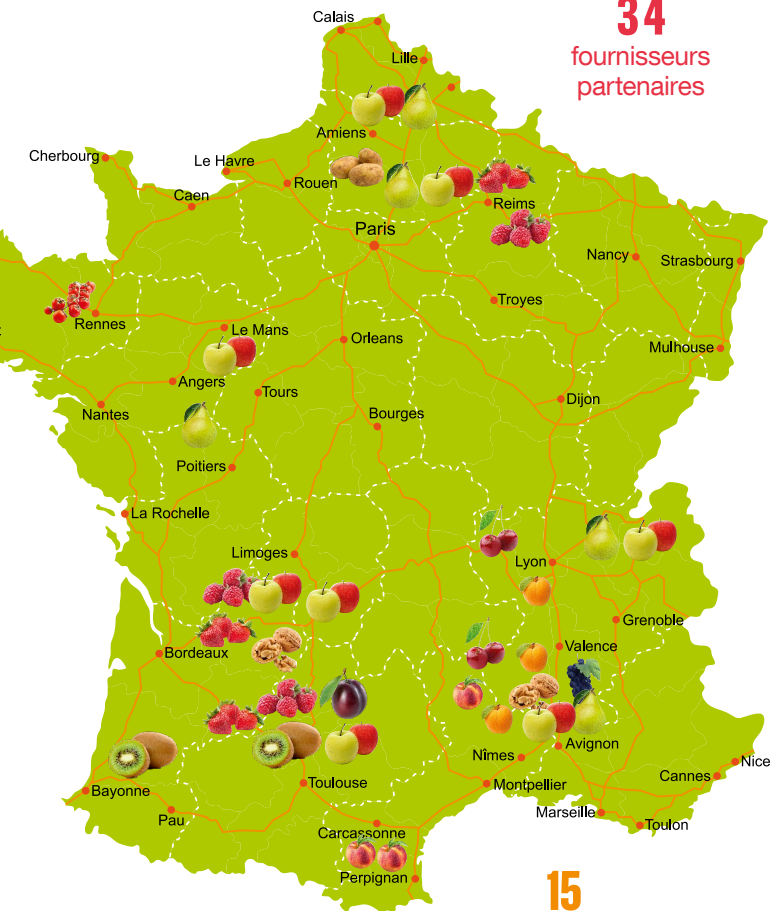 34
fournisseurs
partenaires
Calais
Lille
Amiens
Cherbourg
Le Havre
Rouen
Caen
Reims
Paris
Nancy
Strasbourg
Troyes
Rennes
Le Mans
Orleans
Mulhouse
Angers
Tours
Nantes
Dijon
Bourges
Poitiers
La Rochelle
Limoges
Lyon
Grenoble
Bordeaux
Valence
Avignon
Nîmes
Nice
Cannes
Bayonne
Toulouse
Montpellier
Marseille
Pau
Toulon
Carcassonne
Perpignan
15